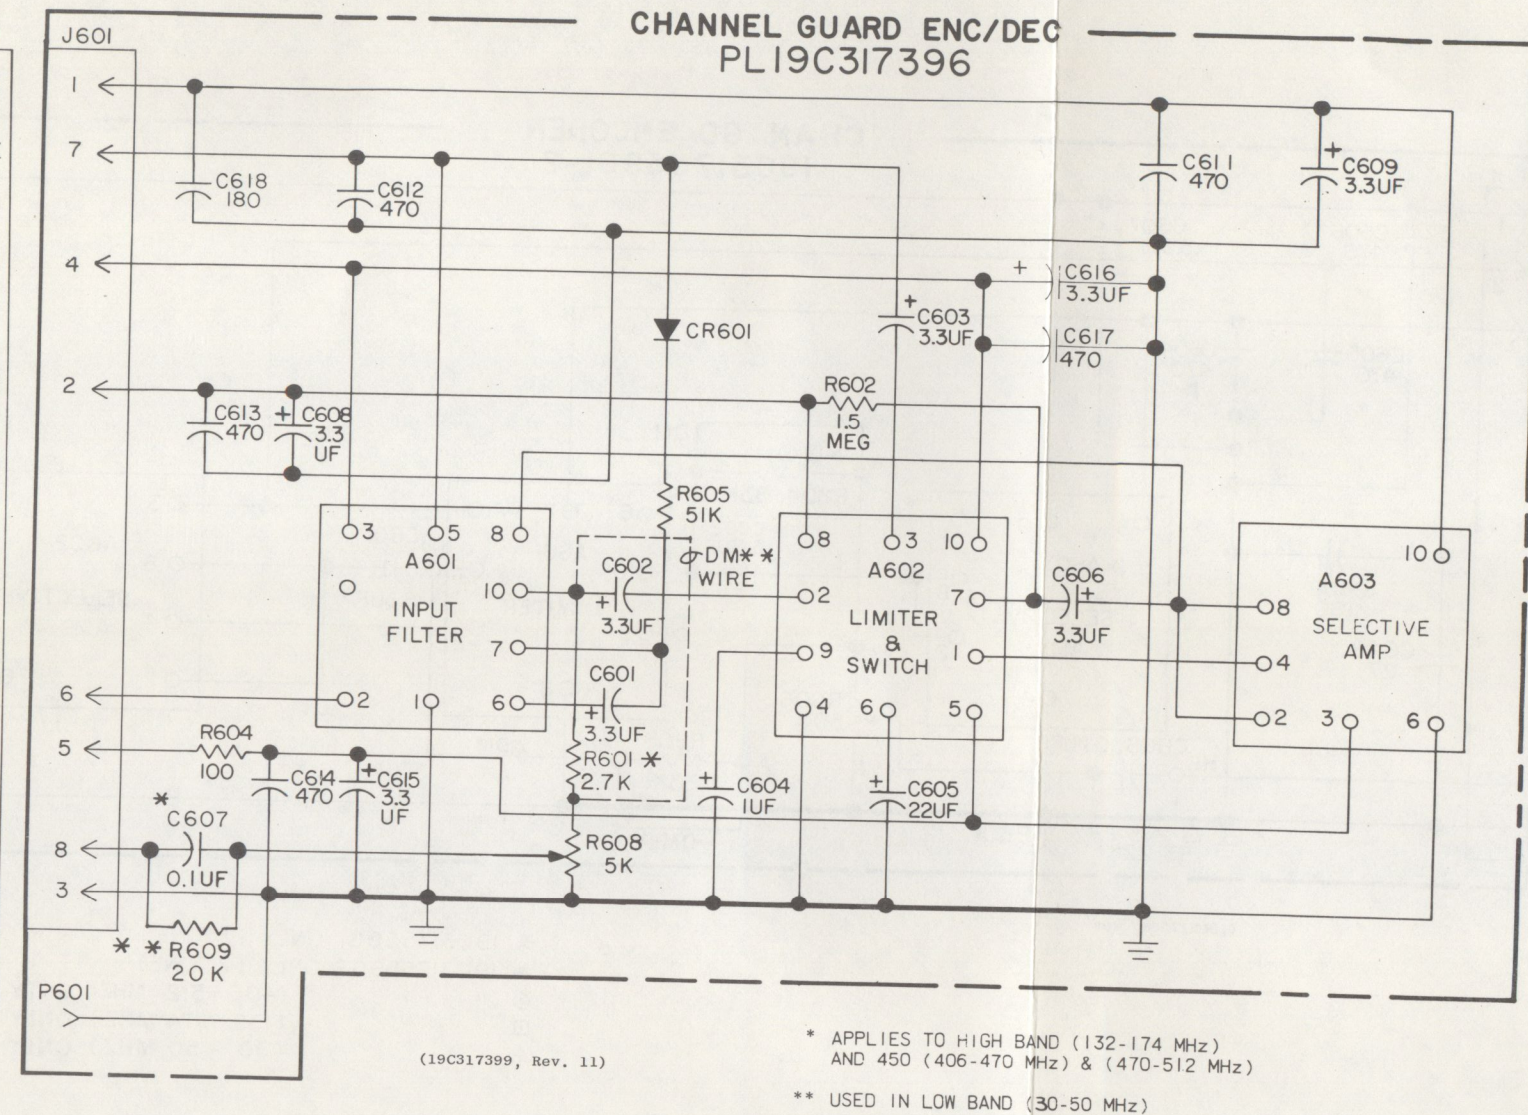 CHANNEL GUARD ENC/DEC
PL19C317396
J601
1
7
4
2
6
5
8
3
C618
180
C612
470
C611
470
+
C609
3.3UF
+
C616
3.3UF
C617
470
CR601
+
C603
3.3UF
C613
470
+
C608
3.3
UF
R602
1.5
MEG
R605
51K
3
5
8
A601
INPUT
FILTER
10
7
6
2
1
C602
+
3.3UF
DM**
WIRE
C601
+
3.3UF
R601 *
2.7K
8
3
10
A602
LIMITER
&
SWITCH
2
9
4
6
5
7
1
C606
+
3.3UF
10
A603
SELECTIVE
AMP
8
4
2
3
6
R604
100
C614
470
+
C615
3.3
UF
+
C604
1UF
+
C605
22UF
*
C607
0.1UF
R608
5K
* *
R609
20K
P601
(19C317399, Rev. 11)
* APPLIES TO HIGH BAND (132-174 MHz)
AND 450 (406-470 MHz) & (470-512 MHz)
** USED IN LOW BAND (30-50 MHz)